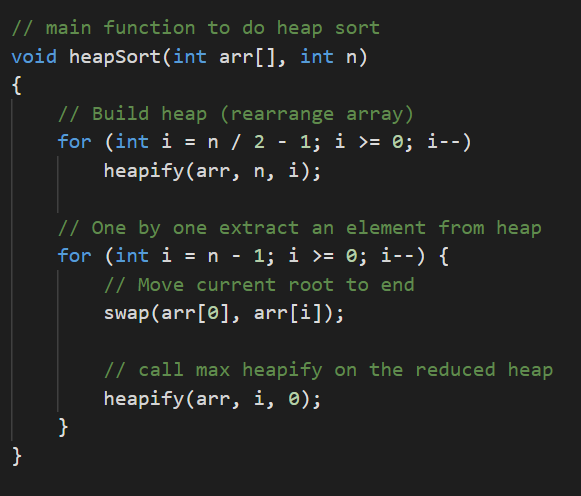 // main function to do heap sort
void heapSort(int arr[], int n)
{
    // Build heap (rearrange array)
    for (int i = n / 2 - 1; i >= 0; i--)
        heapify(arr, n, i);

    // One by one extract an element from heap
    for (int i = n - 1; i >= 0; i--) {
        // Move current root to end
        swap(arr[0], arr[i]);

        // call max heapify on the reduced heap
        heapify(arr, i, 0);
    }
}